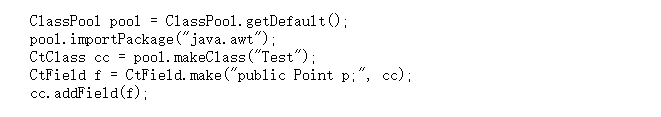 ClassPool pool = ClassPool.getDefault();
pool.importPackage("java.awt");
CtClass cc = pool.makeClass("Test");
CtField f = CtField.make("public Point p;", cc);
cc.addField(f);